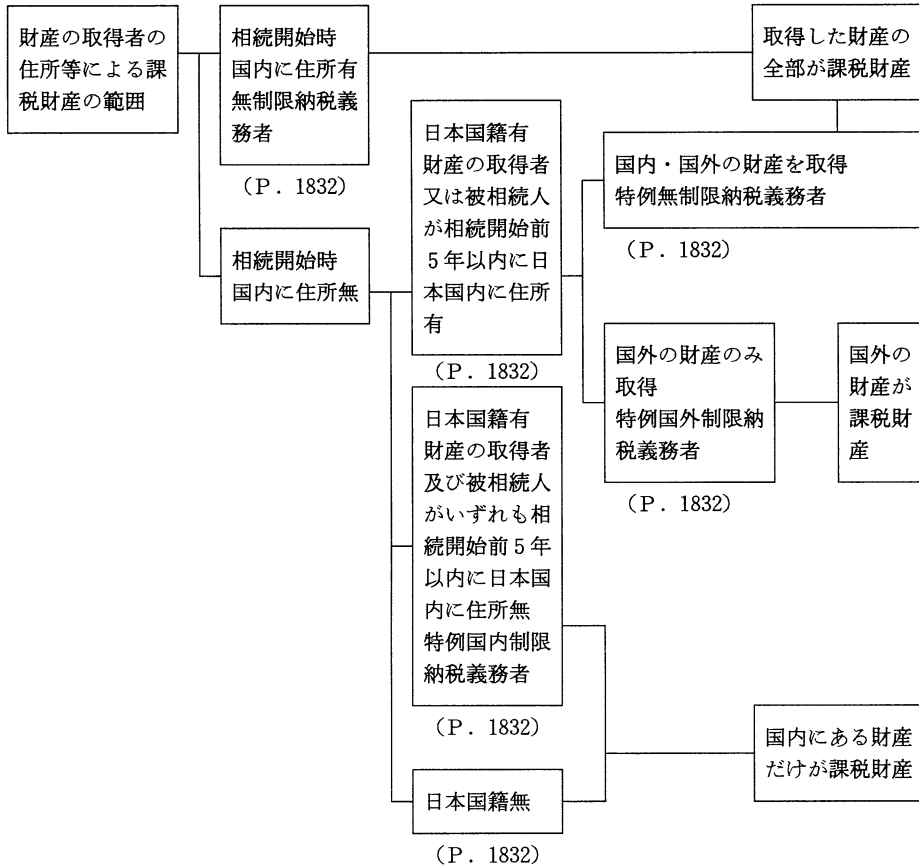 財産の取得者の
住所等による課
税財産の範囲
相続開始時
国内に住所有
無制限納税義
務者
(P. 1832)
取得した財産の
全部が課税財産
相続開始時
国内に住所無
日本国籍有
財産の取得者
又は被相続人
が相続開始前
5年以内に日
本国内に住所
有
(P. 1832)
国内・国外の財産を取得
特例無制限納税義務者
(P. 1832)
国外の財産のみ
取得
特例国外制限納
税義務者
(P. 1832)
国外の
財産が
課税財
産
日本国籍有
財産の取得者
及び被相続人
がいずれも相
続開始前5年
以内に日本国
内に住所無
特例国内制限
納税義務者
(P. 1832)
日本国籍無
(P. 1832)
国内にある財産
だけが課税財産